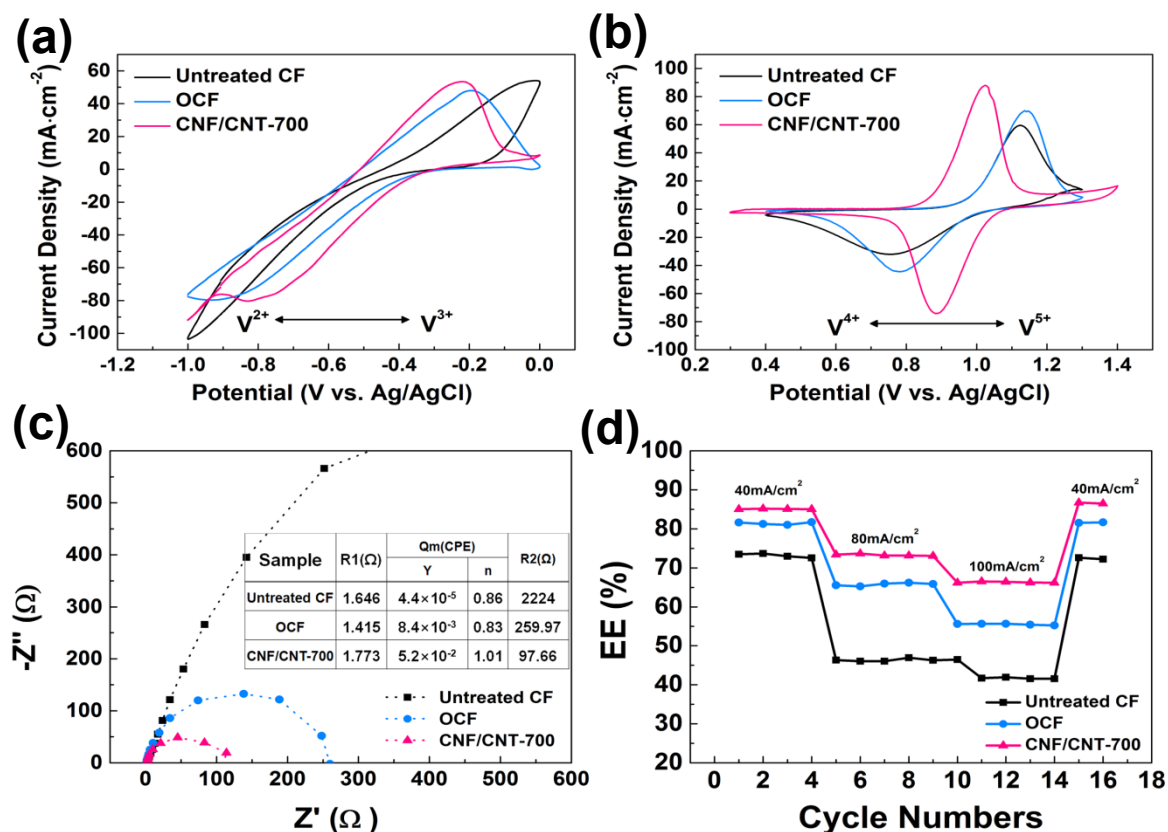 (a)
Untreated CF
OCF
CNF/CNT-700
Current Density (mA·cm⁻²)
60
40
20
0
-20
-40
-60
-80
-100
V²⁺
V³⁺
-1.2 -1.0 -0.8 -0.6 -0.4 -0.2 0.0
Potential (V vs. Ag/AgCl)
(b)
Untreated CF
OCF
CNF/CNT-700
Current Density (mA·cm⁻²)
100
80
60
40
20
0
-20
-40
-60
-80
-100
V⁴⁺
V⁵⁺
0.2 0.4 0.6 0.8 1.0 1.2 1.4
Potential (V vs. Ag/AgCl)
(c)
-Z'' (Ω)
600
500
400
300
200
100
0
Sample R1(Ω) Qm(CPE) R2(Ω)
Y n
Untreated CF 1.646 4.4×10⁻⁵ 0.86 2224
OCF 1.415 8.4×10⁻³ 0.83 259.97
CNF/CNT-700 1.773 5.2×10⁻² 1.01 97.66
Untreated CF
OCF
CNF/CNT-700
0 100 200 300 400 500 600
Z' (Ω)
(d)
EE (%)
100
90
80
70
60
50
40
30
20
40mA/cm²
80mA/cm²
100mA/cm²
40mA/cm²
Untreated CF
OCF
CNF/CNT-700
0 2 4 6 8 10 12 14 16 18
Cycle Numbers